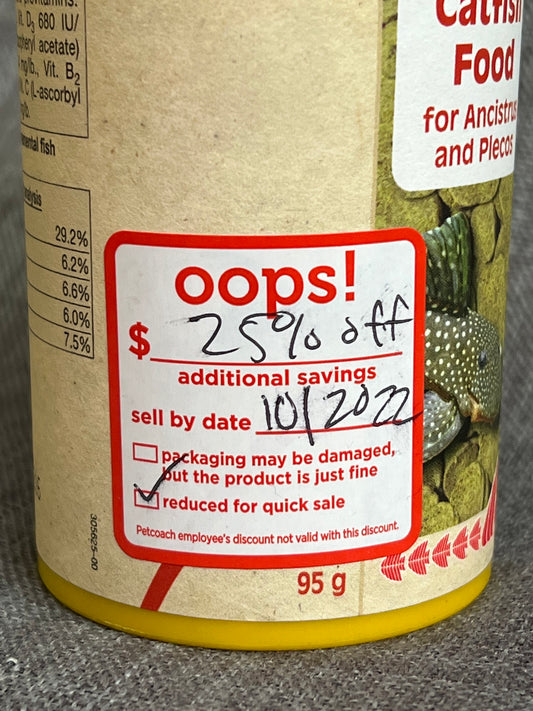 Vit. D3 680 IU/
acetate)
mg/lb., Vit. B2
C (L-ascorbyl
fish
29.2%
6.2%
6.6%
6.0%
7.5%
Catfish
Food
for Ancistrus
and Plecos
oops!
$ 25% off
additional savings
sell by date 10/2022
packaging may be damaged,
but the product is just fine
reduced for quick sale
Petcoach employee's discount not valid with this discount.
305625-00
95 g